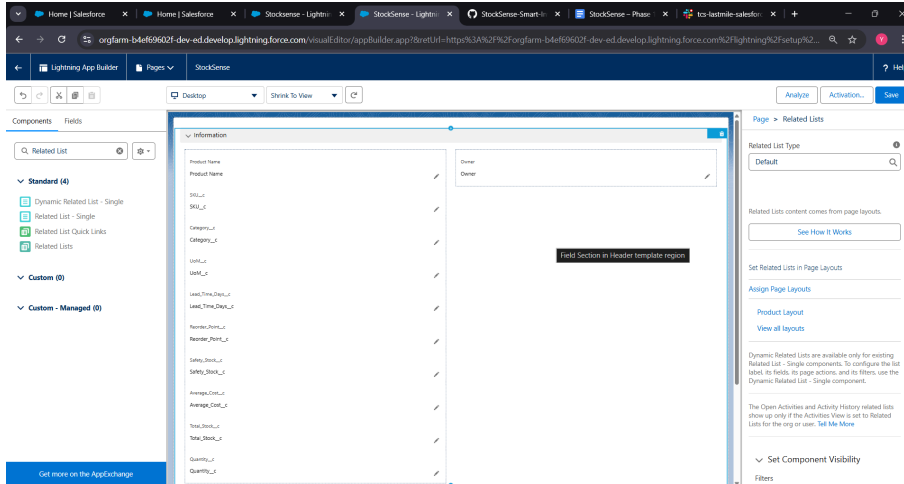 Home | Salesforce
Home | Salesforce
Stocksense - Lightnin
StockSense - Lightni
StockSense-Smart-In
StockSense – Phase
tcs-lastmile-salesfor
orgfarm-b4ef69602f-dev-ed.develop.lightning.force.com/visualEditor/appBuilder.app?&retUrl=https%3A%2F%2Forgfarm-b4ef69602f-dev-ed.develop.lightning.force.com%2Flightning%2Fsetup%2...
Y
Lightning App Builder
Pages
StockSense
? Hel
Desktop
Shrink To View
Analyze
Activation...
Save
Components
Fields
Related List
Standard (4)
Dynamic Related List - Single
Related List - Single
Related List Quick Links
Related Lists
Custom (0)
Custom - Managed (0)
Get more on the AppExchange
Information
Product Name
Product Name
SKU__c
SKU__c
Category__c
Category__c
UoM__c
UoM__c
Lead_Time_Days__c
Lead_Time_Days__c
Reorder_Point__c
Reorder_Point__c
Safety_Stock__c
Safety_Stock__c
Average_Cost__c
Average_Cost__c
Total_Stock__c
Total_Stock__c
Quantity__c
Quantity__c
Owner
Owner
Field Section in Header template region
Page > Related Lists
Related List Type
Default
Related Lists content comes from page layouts.
See How It Works
Set Related Lists in Page Layouts
Assign Page Layouts
Product Layout
View all layouts
Dynamic Related Lists are available only for existing
Related List - Single components. To configure the list
label, its fields, its page actions, and its filters, use the
Dynamic Related List - Single component.
The Open Activities and Activity History related lists
show up only if the Activities View is set to Related
Lists for the org or user. Tell Me More
Set Component Visibility
Filters